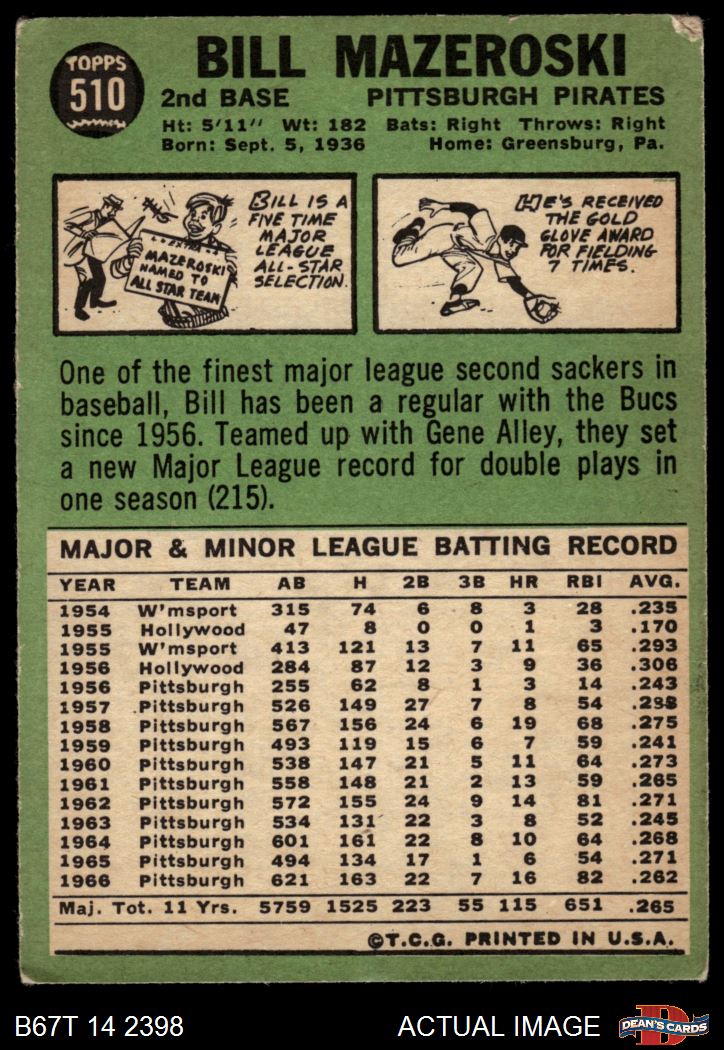 TOPPS
510
BILL MAZEROSKI
2nd BASE PITTSBURGH PIRATES
Ht: 5'11" Wt: 182 Bats: Right Throws: Right
Born: Sept. 5, 1936 Home: Greensburg, Pa.
BILL IS A
FIVE TIME
MAJOR
LEAGUE
ALL-STAR
SELECTION.
EXTRA
MAZEROSKI
NAMED TO
ALL STAR TEAM
HE'S RECEIVED
THE GOLD
GLOVE AWARD
FOR FIELDING
7 TIMES.
One of the finest major league second sackers in
baseball, Bill has been a regular with the Bucs
since 1956. Teamed up with Gene Alley, they set
a new Major League record for double plays in
one season (215).
MAJOR & MINOR LEAGUE BATTING RECORD
YEAR TEAM AB H 2B 3B HR RBI AVG.
1954 W'msport 315 74 6 8 3 28 .235
1955 Hollywood 47 8 0 0 1 3 .170
1955 W'msport 413 121 13 7 11 65 .293
1956 Hollywood 284 87 12 3 9 36 .306
1956 Pittsburgh 255 62 8 1 3 14 .243
1957 Pittsburgh 526 149 27 7 8 54 .283
1958 Pittsburgh 567 156 24 6 19 68 .275
1959 Pittsburgh 493 119 15 6 7 59 .241
1960 Pittsburgh 538 147 21 5 11 64 .273
1961 Pittsburgh 558 148 21 2 13 59 .265
1962 Pittsburgh 572 155 24 9 14 81 .271
1963 Pittsburgh 534 131 22 3 8 52 .245
1964 Pittsburgh 601 161 22 8 10 64 .268
1965 Pittsburgh 494 134 17 1 6 54 .271
1966 Pittsburgh 621 163 22 7 16 82 .262
Maj. Tot. 11 Yrs. 5759 1525 223 55 115 651 .265
©T.C.G. PRINTED IN U.S.A.
B67T 14 2398 ACTUAL IMAGE
DEAN'S CARDS